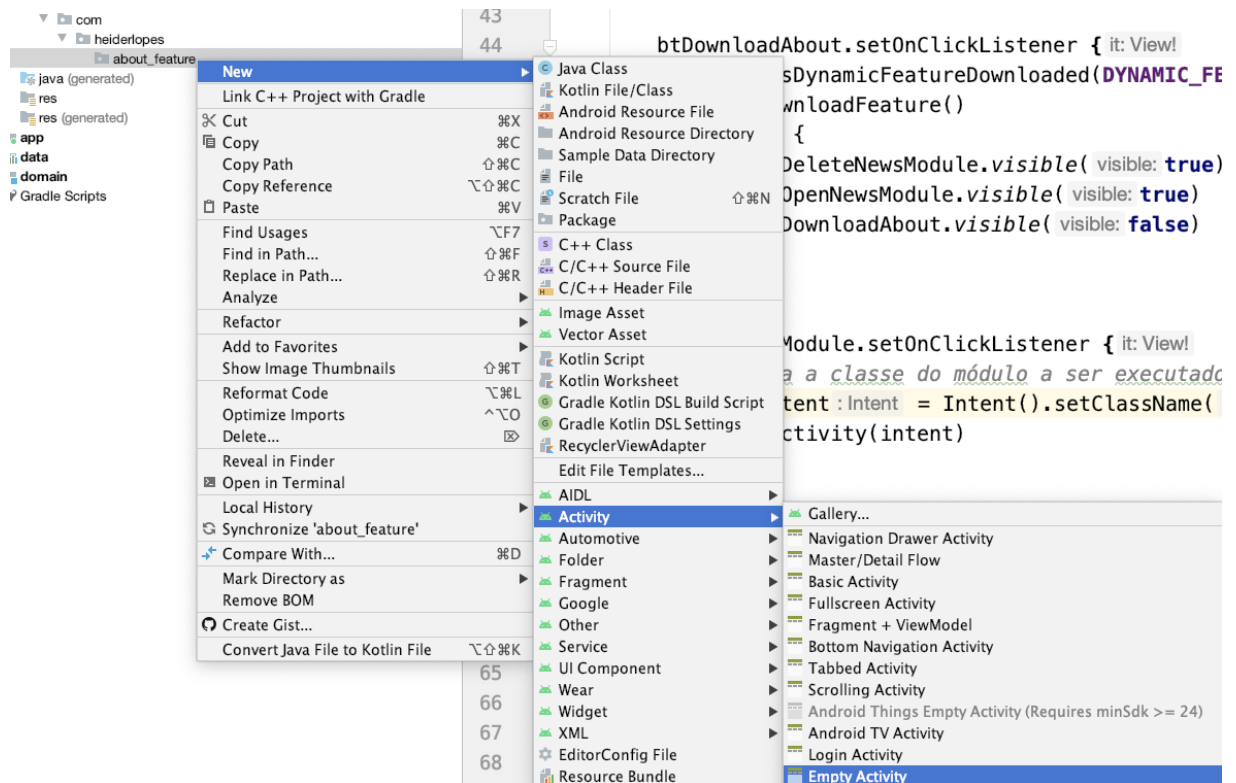 com
heiderlopes
about_feature
java (generated)
res
res (generated)
app
data
domain
Gradle Scripts
New
Link C++ Project with Gradle
Cut ⌘X
Copy ⌘C
Copy Path ⇧⌘C
Copy Reference ⌥⇧⌘C
Paste ⌘V
Find Usages ⌥F7
Find in Path... ⇧⌘F
Replace in Path... ⇧⌘R
Analyze
Refactor
Add to Favorites
Show Image Thumbnails ⇧⌘T
Reformat Code ⌥⌘L
Optimize Imports ^⌥O
Delete... ⌦
Reveal in Finder
Open in Terminal
Local History
Synchronize 'about_feature'
Compare With... ⌘D
Mark Directory as
Remove BOM
Create Gist...
Convert Java File to Kotlin File ⌥⇧⌘K
Java Class
Kotlin File/Class
Android Resource File
Android Resource Directory
Sample Data Directory
File
Scratch File ⇧⌘N
Package
C++ Class
C/C++ Source File
C/C++ Header File
Image Asset
Vector Asset
Kotlin Script
Kotlin Worksheet
Gradle Kotlin DSL Build Script
Gradle Kotlin DSL Settings
RecyclerViewAdapter
Edit File Templates...
AIDL
Activity
Automotive
Folder
Fragment
Google
Other
Service
UI Component
Wear
Widget
XML
EditorConfig File
Resource Bundle
Gallery...
Navigation Drawer Activity
Master/Detail Flow
Basic Activity
Fullscreen Activity
Fragment + ViewModel
Bottom Navigation Activity
Tabbed Activity
Scrolling Activity
Android Things Empty Activity (Requires minSdk >= 24)
Android TV Activity
Login Activity
Empty Activity
43
44 btDownloadAbout.setOnClickListener { it: View!
sDynamicFeatureDownloaded(DYNAMIC_FE
wnloadFeature()
{
DeleteNewsModule.visible( visible: true)
OpenNewsModule.visible( visible: true)
DownloadAbout.visible( visible: false)
Module.setOnClickListener { it: View!
a a classe do módulo a ser executado
tent : Intent = Intent().setClassName(
ctivity(intent)
65
66
67
68